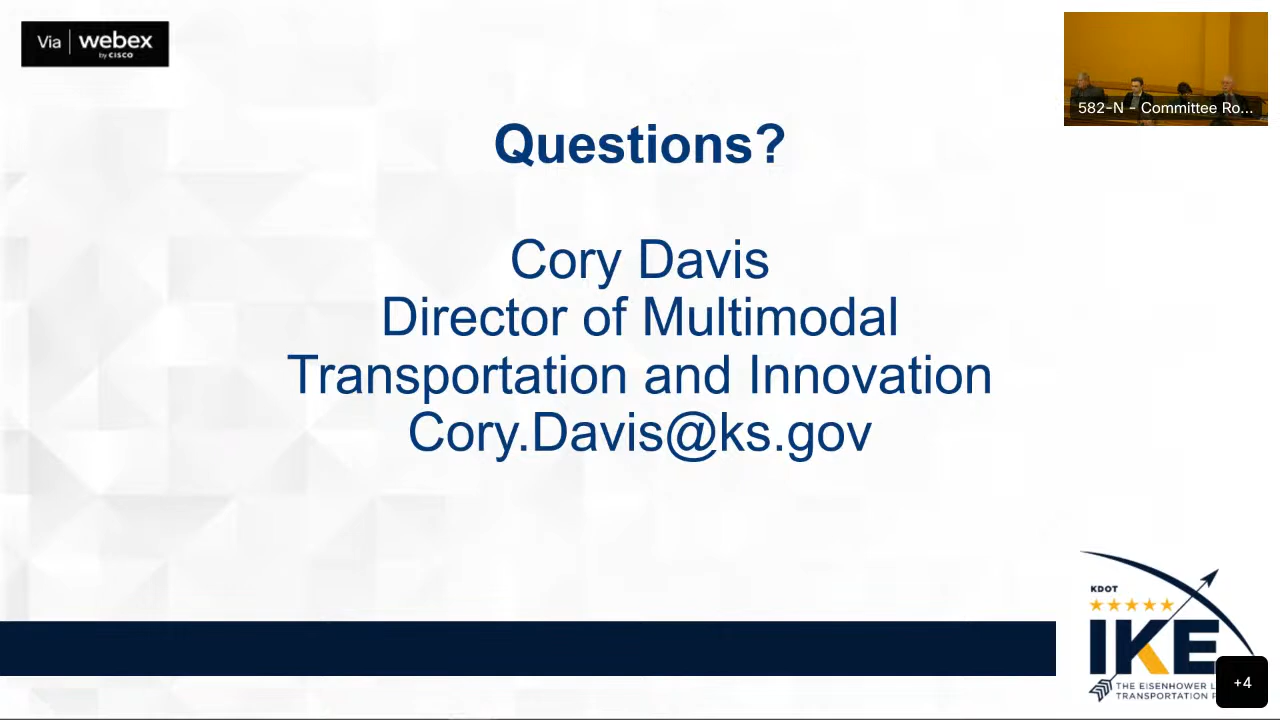 Via webex
by CISCO
582-N - Committee Ro...
Questions?
Cory Davis
Director of Multimodal
Transportation and Innovation
Cory.Davis@ks.gov
KDOT
IKE
THE EISENHOWER
TRANSPORTATION
+4